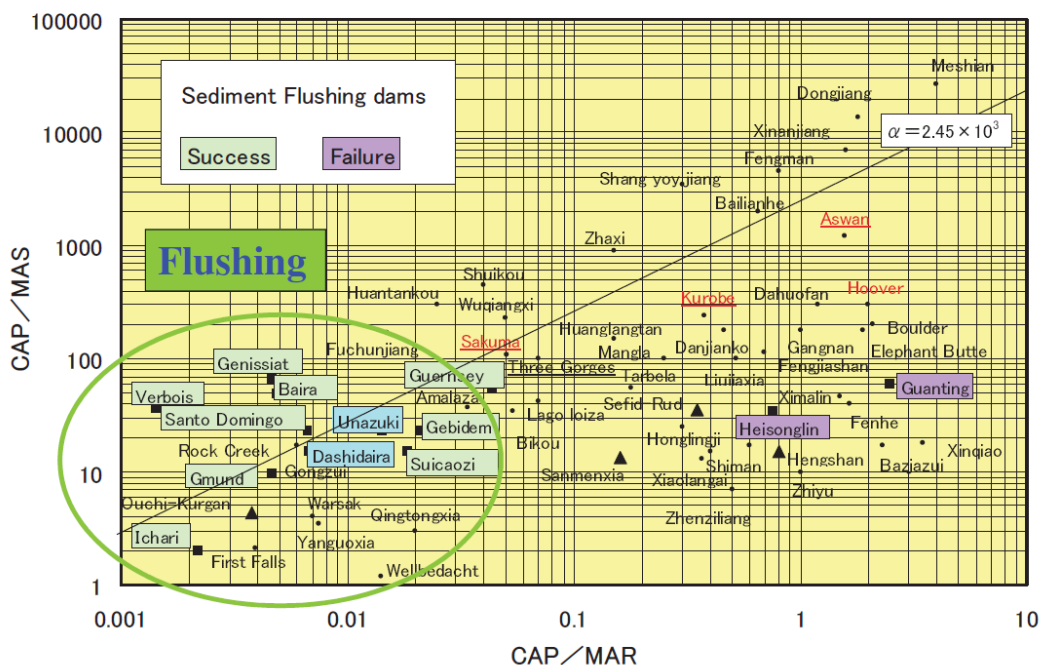 100000
10000
1000
100
10
1
CAP／MAS
Sediment Flushing dams
Success
Failure
Flushing
Meshian
Dongjiang
α＝2.45×10³
Xinanjiang
Fengman
Shang yoy.jiang
Bailianhe
Aswan
Zhaxi
Shuikou
Huantankou
Wuqiangxi
Kurobe
Dahuofan
Hoover
Huanglangtan
Boulder
Sakuma
Fuchunjiang
Mangla
Danjianko
Gangnan
Elephant Butte
Genissiat
Guernsey
Three Gorges
Tarbela
Liuijaxia
Fengjiashan
Guanting
Baira
Verbois
Amalaza
Sefid Rud
Ximalin
Santo Domingo
Unazuki
Gebidem
Lago loiza
Heisonglin
Fenhe
Rock Creek
Dashidaira
Suicaozi
Bikou
Honglingji
Gmund
Gongzui
Sanmenxia
Shiman
Hengshan
Bazjazui
Xinqiao
Xiaolangai
Zhiyu
Ouchi-Kurgan
Warsak
Qingtongxia
Zhenziliang
Ichari
Yanguoxia
First Falls
Wellbedacht
0.001
0.01
0.1
1
10
CAP／MAR